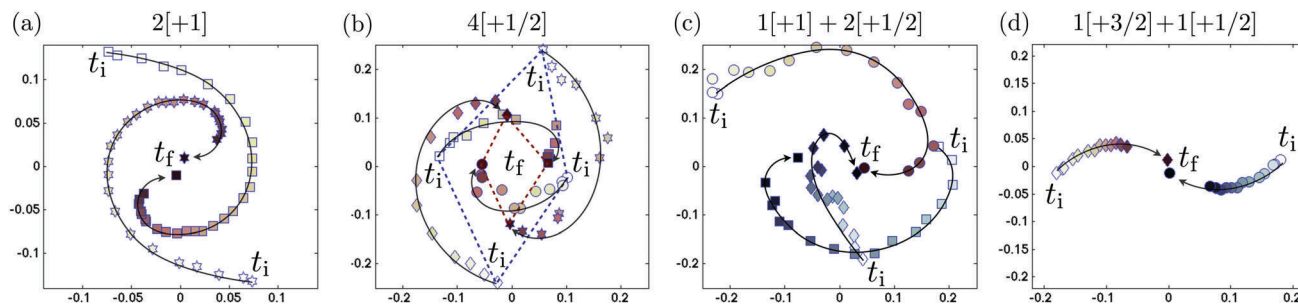 (a) 2[+1]
0.1
0.05
0
-0.05
-0.1
-0.1 -0.05 0 0.05 0.1
t_i
t_f
t_i
(b) 4[+1/2]
0.2
0.1
0
-0.1
-0.2
-0.2 -0.1 0 0.1 0.2
t_i
t_i
t_f
t_i
t_i
(c) 1[+1] + 2[+1/2]
0.2
0.1
0
-0.1
-0.2
-0.2 -0.1 0 0.1 0.2
t_i
t_i
t_f
t_i
(d) 1[+3/2]+1[+1/2]
0.2
0.15
0.1
0.05
0
-0.05
-0.1
-0.15
-0.2
-0.2 -0.1 0 0.1 0.2
t_i
t_f
t_i